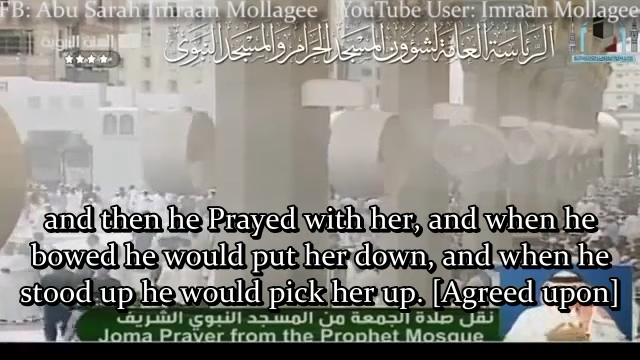 FB: Abu Sarah Imraan Mollagee YouTube User: Imraan Mollagee
الرئاسة العامة لشؤون المسجد الحرام والمسجد النبوي
and then he Prayed with her, and when he
bowed he would put her down, and when he
stood up he would pick her up. [Agreed upon]
نقل صلاة الجمعة من المسجد النبوي الشريف
Joma Prayer from the Prophet Mosque